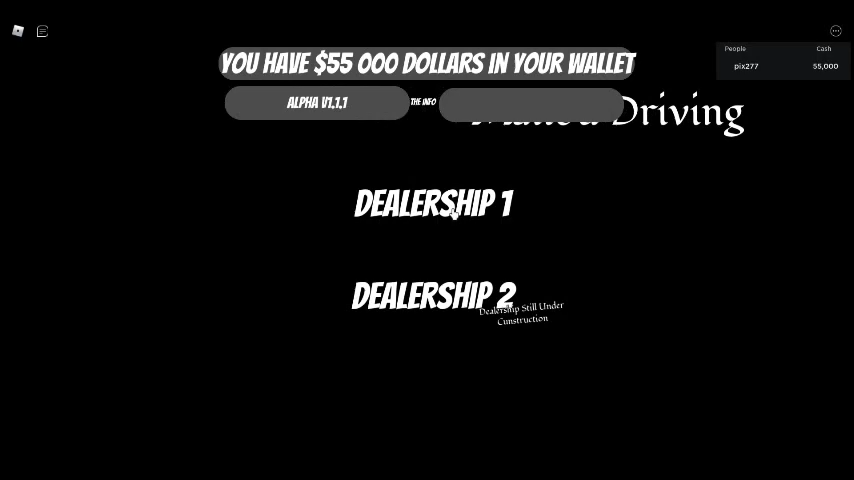 People Cash
pix277 55,000
YOU HAVE $55 000 DOLLARS IN YOUR WALLET
ALPHA V1.1.1
THE INFO
Driving
DEALERSHIP 1
DEALERSHIP 2
Dealership Still Under
Cunstruction